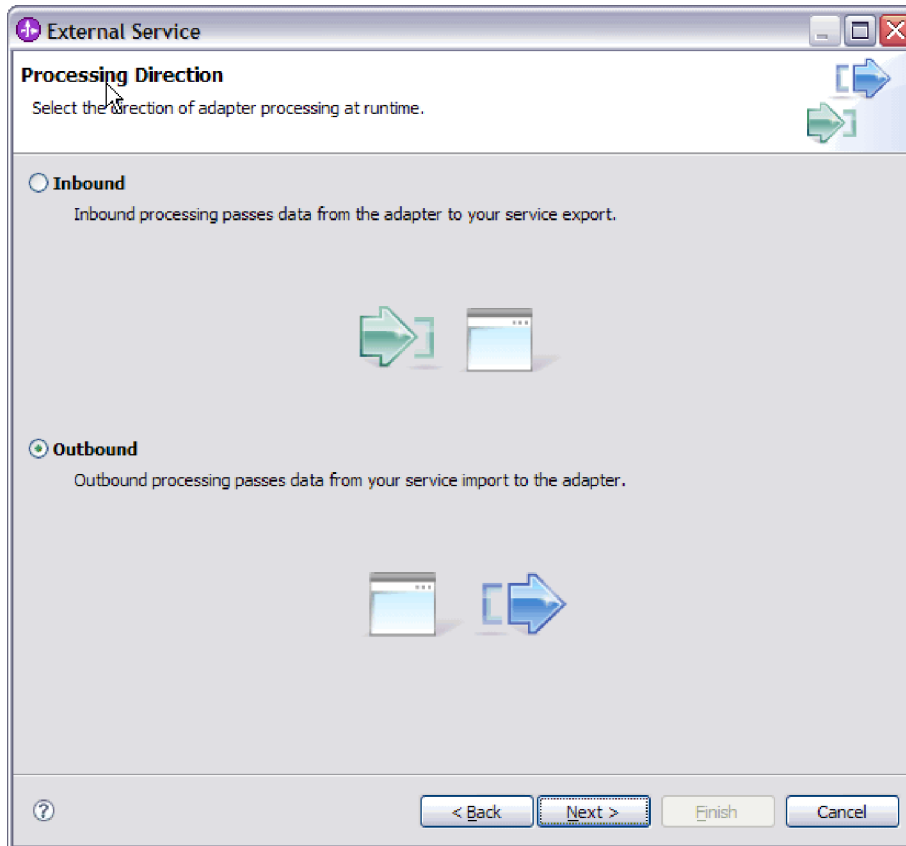 External Service
Processing Direction
Select the direction of adapter processing at runtime.
Inbound
Inbound processing passes data from the adapter to your service export.
Outbound
Outbound processing passes data from your service import to the adapter.
?
< Back
Next >
Finish
Cancel